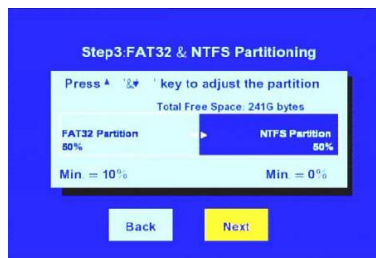 Step3:FAT32 & NTFS Partitioning
Press ▲ '&♥ ' key to adjust the partition
Total Free Space: 241G bytes
FAT32 Partition NTFS Partition
50% 50%
Min. = 10% Min. = 0%
Back Next